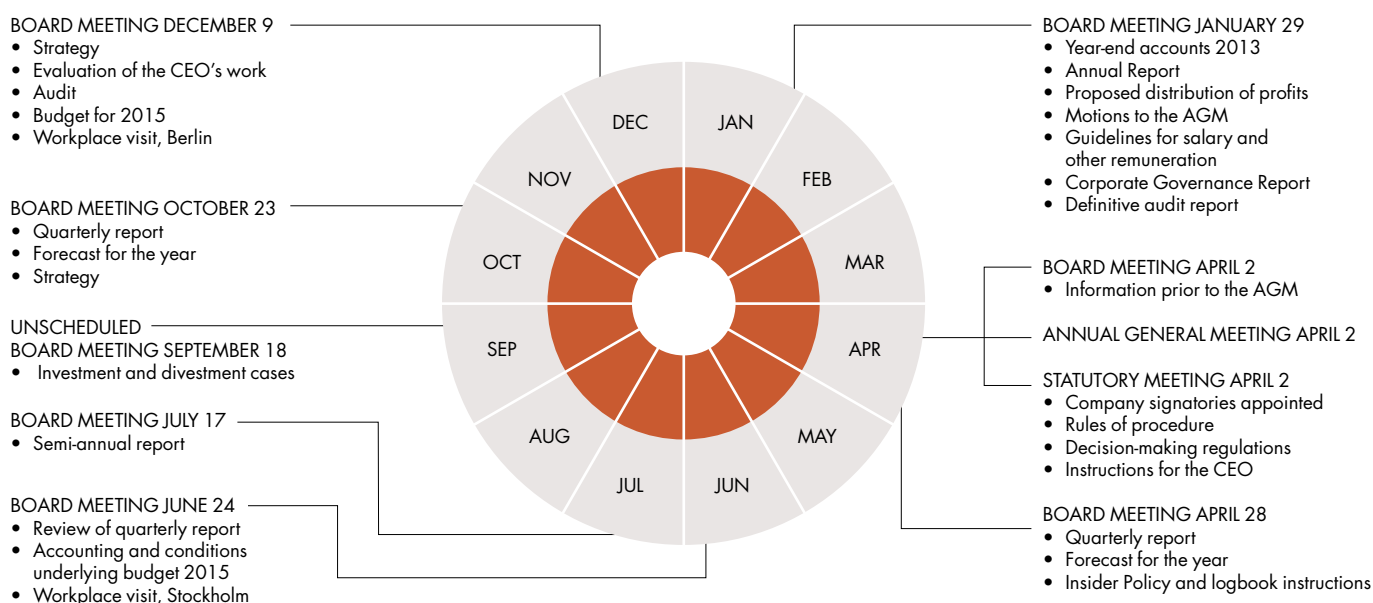 BOARD MEETING DECEMBER 9
• Strategy
• Evaluation of the CEO's work
• Audit
• Budget for 2015
• Workplace visit, Berlin
BOARD MEETING OCTOBER 23
• Quarterly report
• Forecast for the year
• Strategy
UNSCHEDULED
BOARD MEETING SEPTEMBER 18
• Investment and divestment cases
BOARD MEETING JULY 17
• Semi-annual report
BOARD MEETING JUNE 24
• Review of quarterly report
• Accounting and conditions
underlying budget 2015
• Workplace visit, Stockholm
JAN
FEB
MAR
APR
MAY
JUN
JUL
AUG
SEP
OCT
NOV
DEC
BOARD MEETING JANUARY 29
• Year-end accounts 2013
• Annual Report
• Proposed distribution of profits
• Motions to the AGM
• Guidelines for salary and
other remuneration
• Corporate Governance Report
• Definitive audit report
BOARD MEETING APRIL 2
• Information prior to the AGM
ANNUAL GENERAL MEETING APRIL 2
STATUTORY MEETING APRIL 2
• Company signatories appointed
• Rules of procedure
• Decision-making regulations
• Instructions for the CEO
BOARD MEETING APRIL 28
• Quarterly report
• Forecast for the year
• Insider Policy and logbook instructions